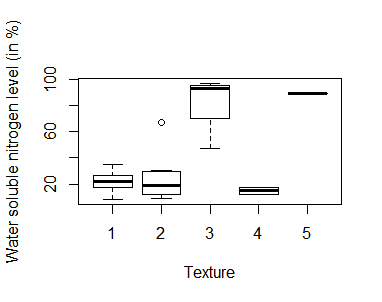 Water soluble nitrogen level (in %)
100
60
20
1 2 3 4 5
Texture